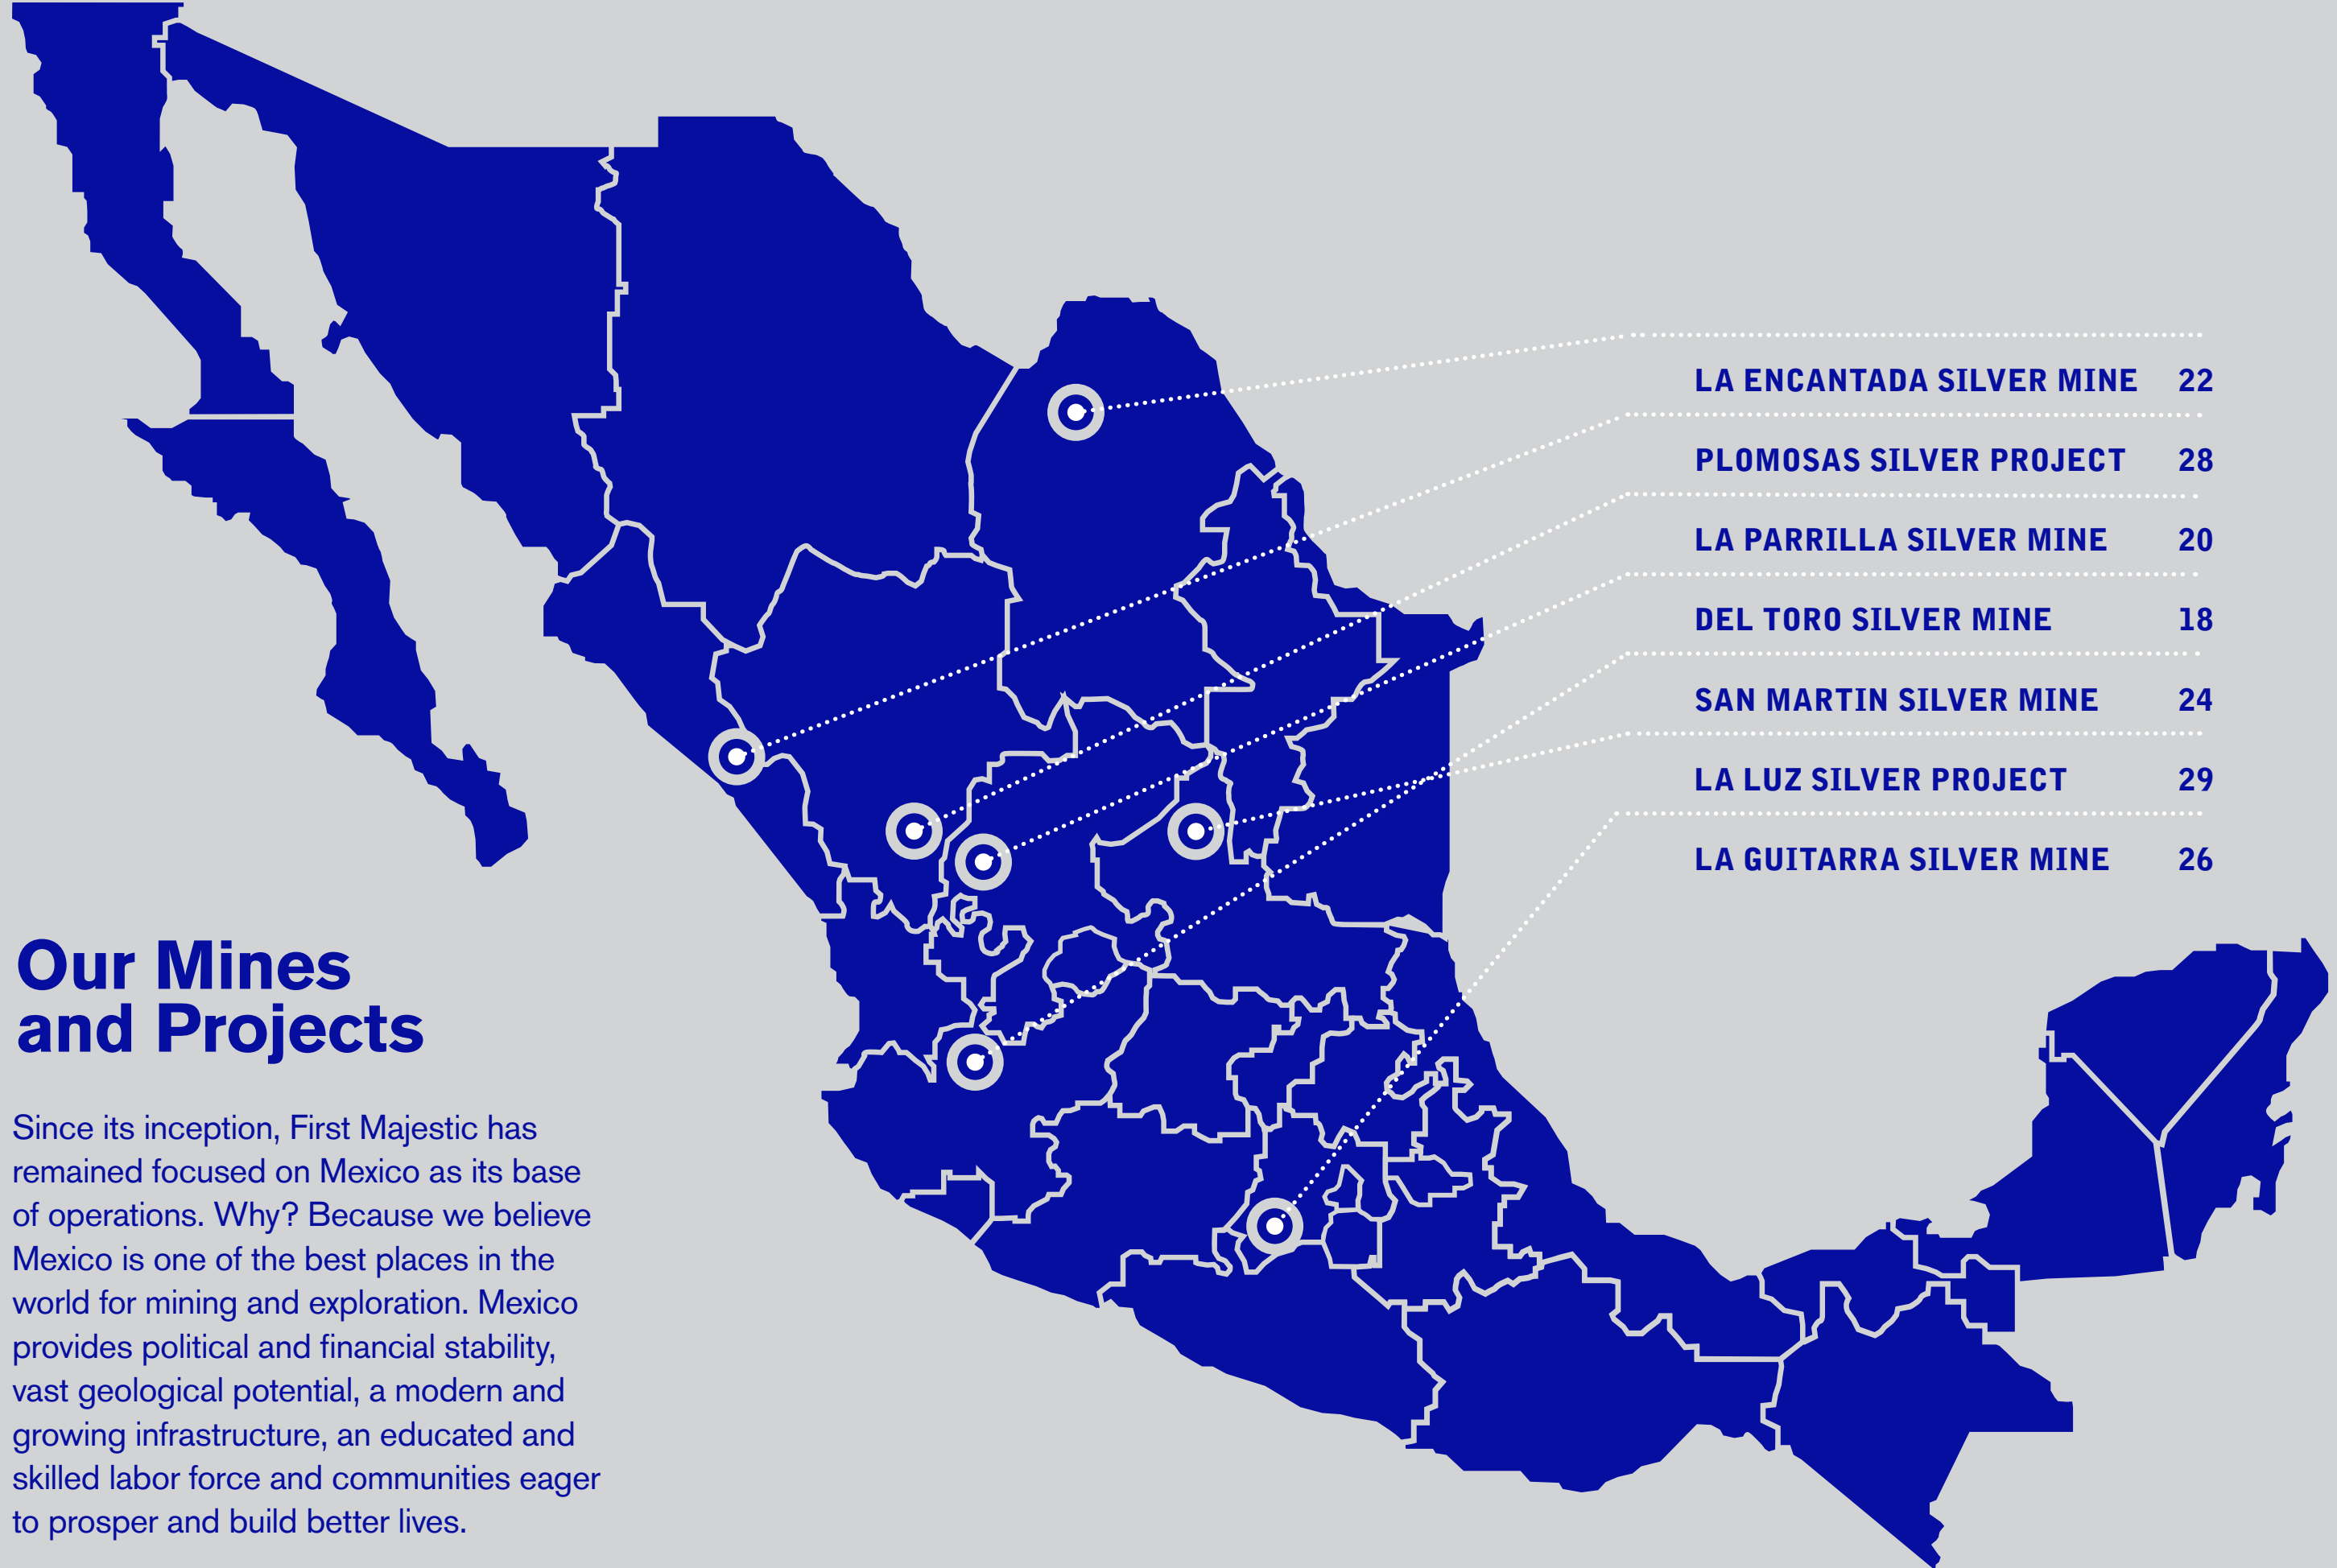 LA ENCANTADA SILVER MINE 22
PLOMOSAS SILVER PROJECT 28
LA PARRILLA SILVER MINE 20
DEL TORO SILVER MINE 18
SAN MARTIN SILVER MINE 24
LA LUZ SILVER PROJECT 29
LA GUITARRA SILVER MINE 26
Our Mines
and Projects
Since its inception, First Majestic has
remained focused on Mexico as its base
of operations. Why? Because we believe
Mexico is one of the best places in the
world for mining and exploration. Mexico
provides political and financial stability,
vast geological potential, a modern and
growing infrastructure, an educated and
skilled labor force and communities eager
to prosper and build better lives.